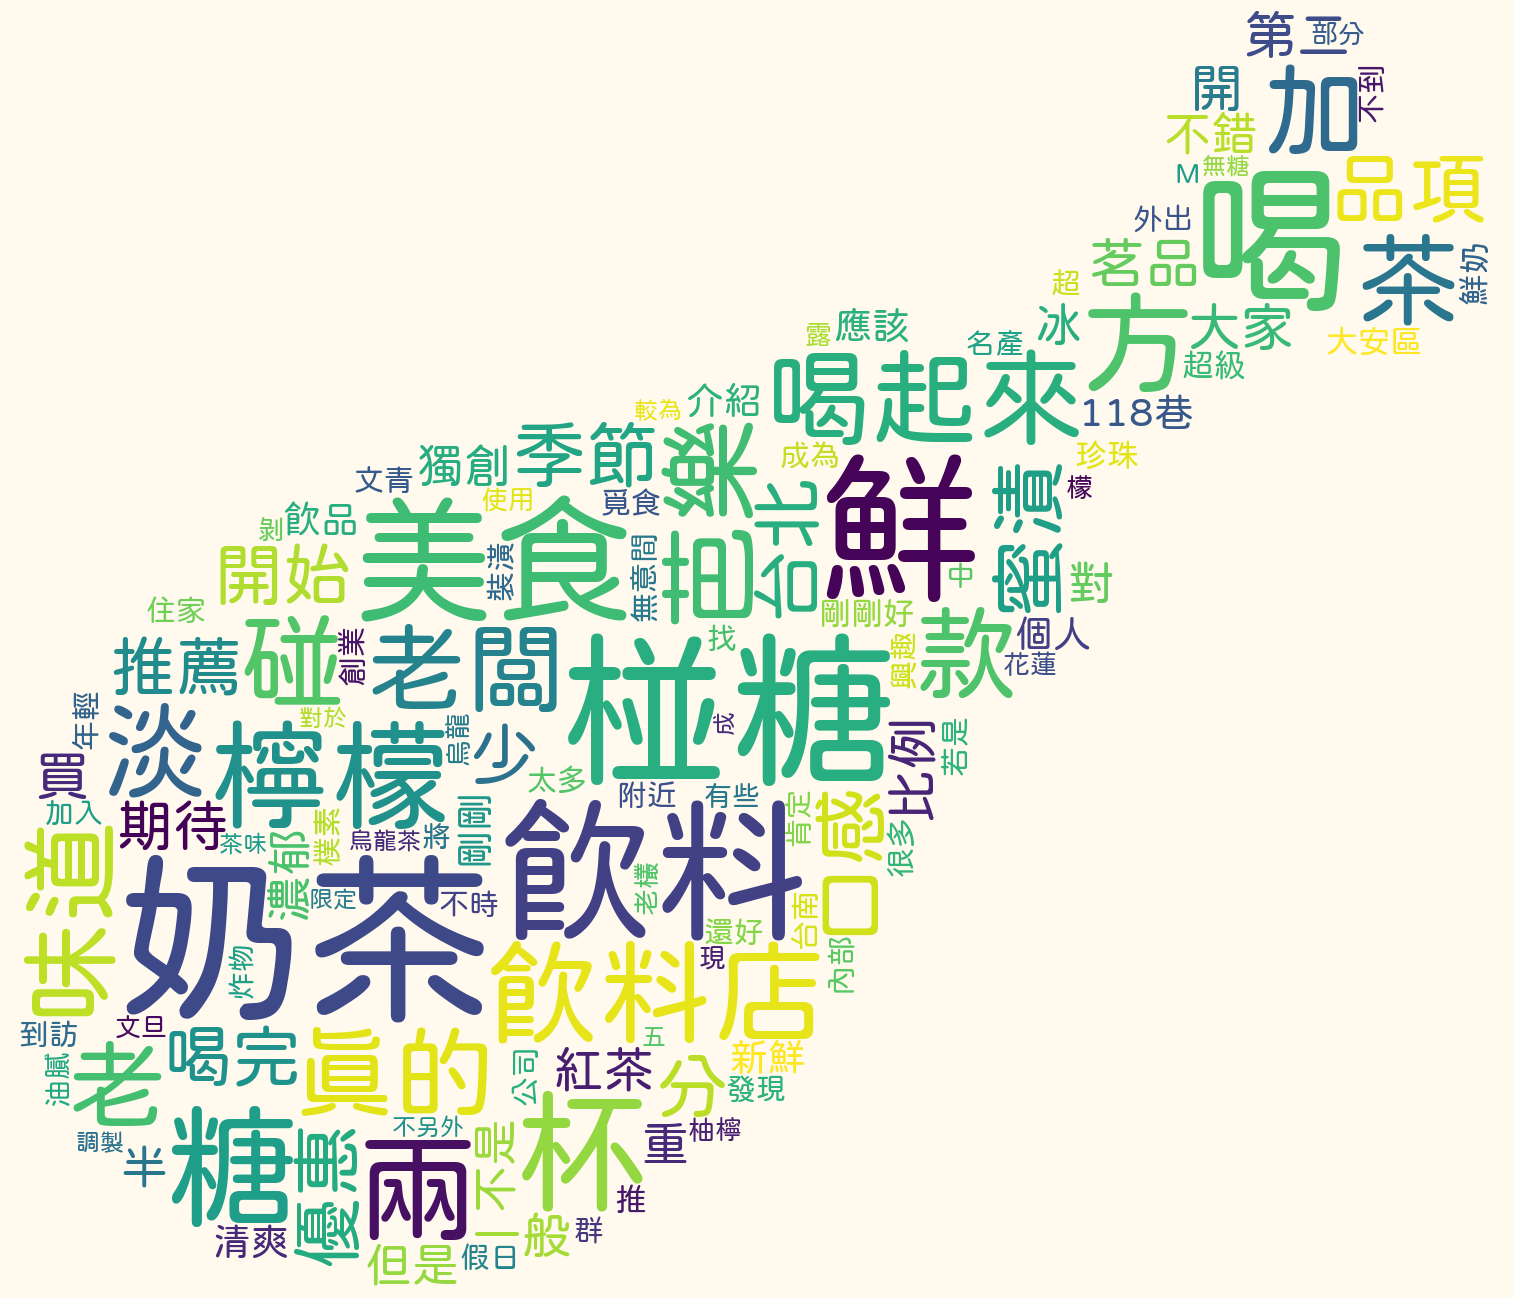 第二
部分
開
加
不到
不錯
M
無糖
品項
喝
外出
茗品
茶
鮮奶
超
方
大家
大安區
冰
超級
露
應該
名產
喝起來
118巷
較為
介紹
樂
成為
珍珠
獨創
季節
文青
使用
覓食
鮮
蜜漬
檬
剝
飲品
美食
台北
中
對
開始
裝潢
無意間
剛剛好
住家
碰
創業
老闆
找
椪糖
興趣
款
個人
花蓮
推薦
年輕
淡
對於
檸檬
烏龍
少
成
比例
若是
買
太多
附近
有些
加入
期待
茶味
樸素
烏龍茶
將
剛剛
飲料
肯定
口感
很多
味道
奶茶
濃郁
限定
不時
老欉
還好
台南
炸物
飲料店
現
內部
到訪
文旦
喝完
真的
五
油膩
老
公司
紅茶
分
新鮮
發現
調製
半
糖
優惠
不另外
兩
不是
一
杯
重
柚檸
推
清爽
但是
假日
般
群